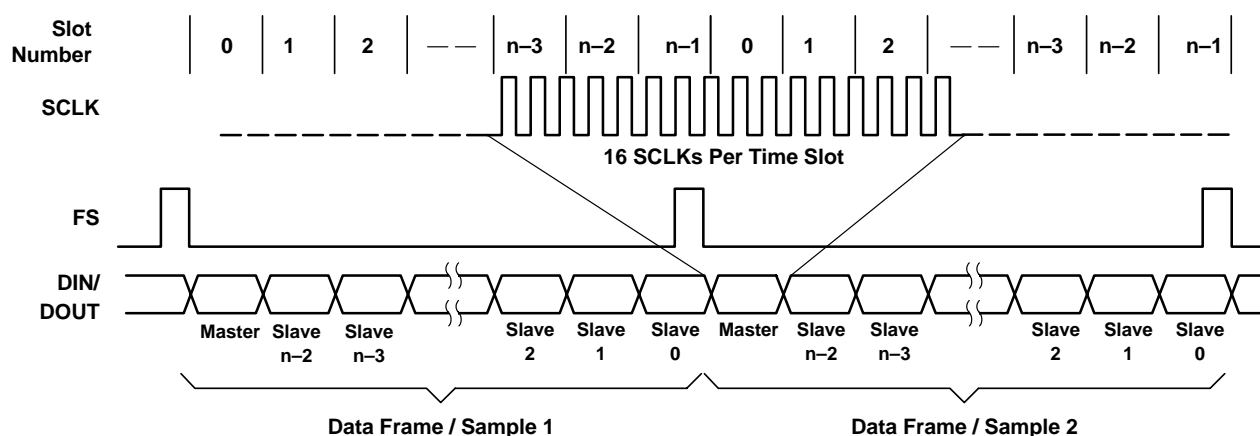 Slot
Number
0 1 2 — — n–3 n–2 n–1 0 1 2 — — n–3 n–2 n–1
SCLK
16 SCLKs Per Time Slot
FS
DIN/
DOUT
Master Slave n–2 Slave n–3 Slave 2 Slave 1 Slave 0 Master Slave n–2 Slave n–3 Slave 2 Slave 1 Slave 0
Data Frame / Sample 1 Data Frame / Sample 2